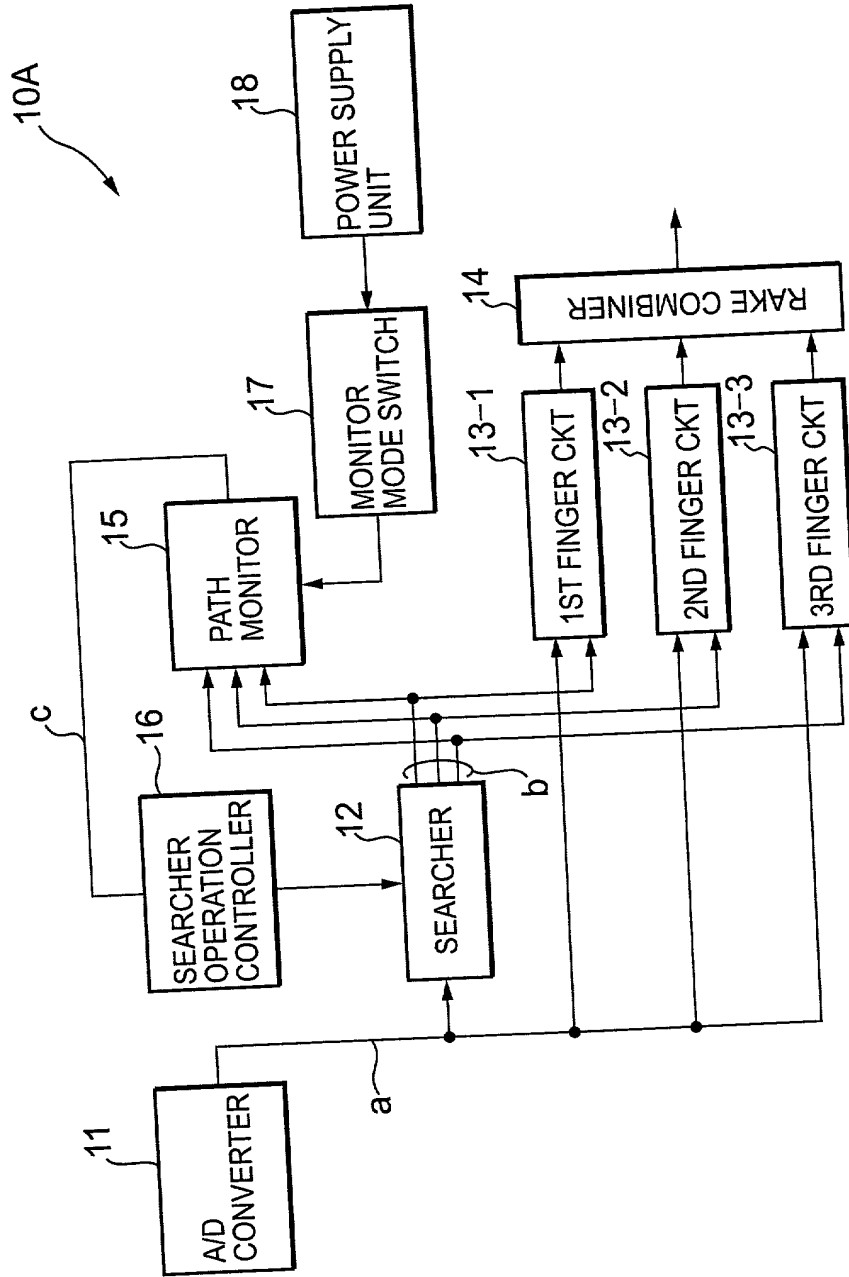 10A
11
A/D
CONVERTER
a
16
SEARCHER
OPERATION
CONTROLLER
c
12
SEARCHER
b
15
PATH
MONITOR
17
MONITOR
MODE SWITCH
18
POWER SUPPLY
UNIT
13-1
1ST FINGER CKT
13-2
2ND FINGER CKT
13-3
3RD FINGER CKT
14
RAKE COMBINER